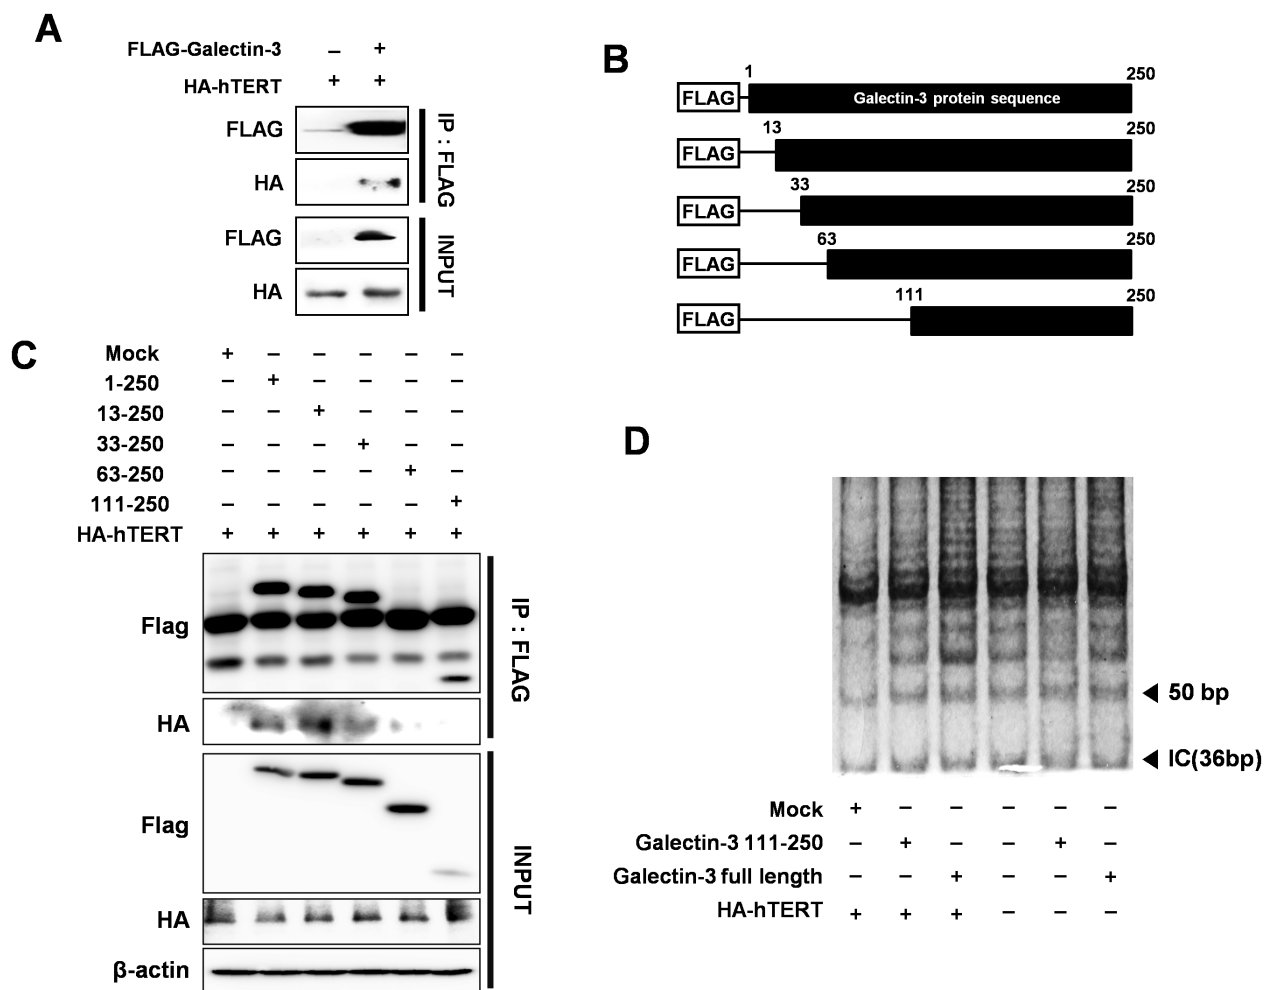 A
FLAG-Galectin-3 – +
HA-hTERT + +
FLAG
HA
IP : FLAG
FLAG
HA
INPUT
B
FLAG 1 Galectin-3 protein sequence 250
FLAG 13 250
FLAG 33 250
FLAG 63 250
FLAG 111 250
C
Mock + – – – – –
1-250 – + – – – –
13-250 – – + – – –
33-250 – – – + – –
63-250 – – – – + –
111-250 – – – – – +
HA-hTERT + + + + + +
Flag
HA
IP : FLAG
Flag
HA
β-actin
INPUT
D
50 bp
IC(36bp)
Mock + – – – – –
Galectin-3 111-250 – + – – + –
Galectin-3 full length – – + – – +
HA-hTERT + + + – – –